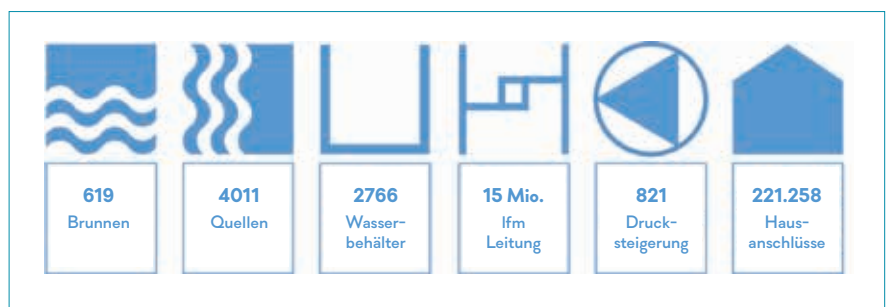 619
Brunnen
4011
Quellen
2766
Wasser-
behälter
15 Mio.
lfm
Leitung
821
Druck-
steigerung
221.258
Haus-
anschlüsse